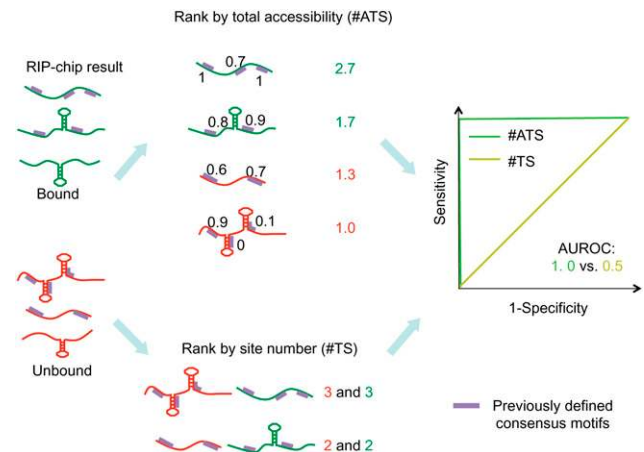 Rank by total accessibility (#ATS)
RIP-chip result
1
0.7
1
2.7
0.8
0.9
1.7
Bound
0.6
0.7
1.3
0.9
0.1
0
1.0
Unbound
Rank by site number (#TS)
3 and 3
2 and 2
Sensitivity
#ATS
#TS
AUROC:
1. 0 vs. 0.5
1-Specificity
Previously defined
consensus motifs